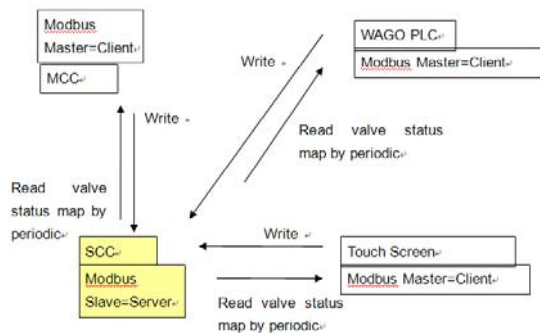 Modbus
Master=Client
MCC
Write
Read valve
status map by
periodic
WAGO PLC
Modbus Master=Client
Write
Read valve status
map by periodic
SCC
Modbus
Slave=Server
Write
Read valve status
map by periodic
Touch Screen
Modbus Master=Client